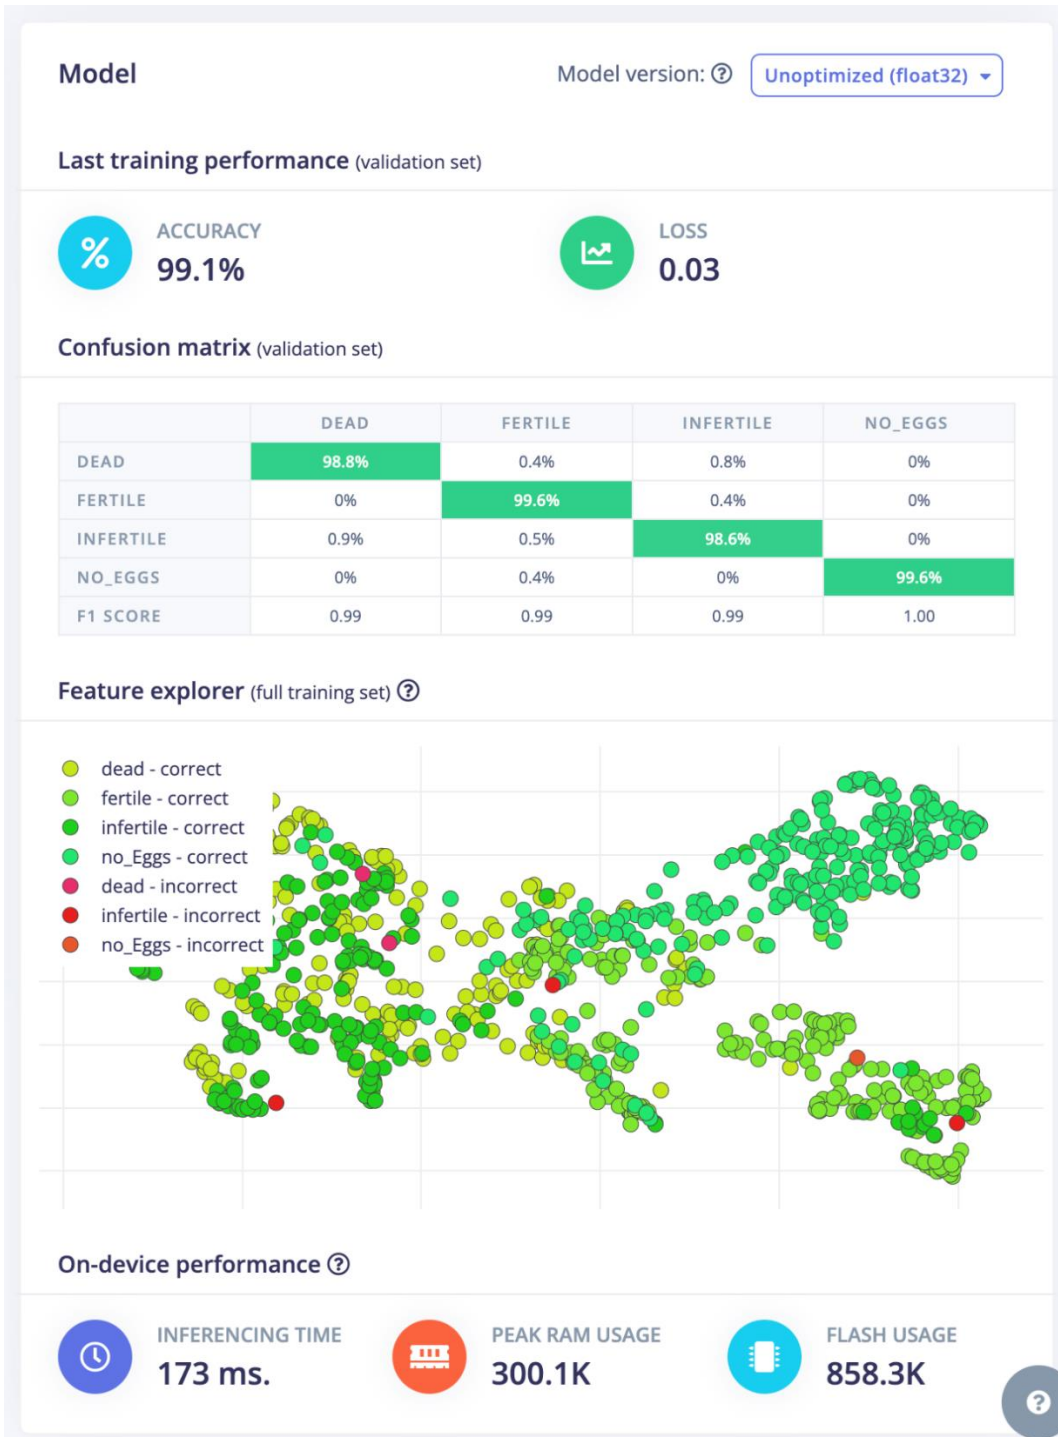 Model
Model version: Unoptimized (float32)
Last training performance (validation set)
ACCURACY
99.1%
LOSS
0.03
Confusion matrix (validation set)
DEAD FERTILE INFERTILE NO_EGGS
DEAD 98.8% 0.4% 0.8% 0%
FERTILE 0% 99.6% 0.4% 0%
INFERTILE 0.9% 0.5% 98.6% 0%
NO_EGGS 0% 0.4% 0% 99.6%
F1 SCORE 0.99 0.99 0.99 1.00
Feature explorer (full training set)
dead - correct
fertile - correct
infertile - correct
no_Eggs - correct
dead - incorrect
infertile - incorrect
no_Eggs - incorrect
On-device performance
INFERENCING TIME
173 ms.
PEAK RAM USAGE
300.1K
FLASH USAGE
858.3K